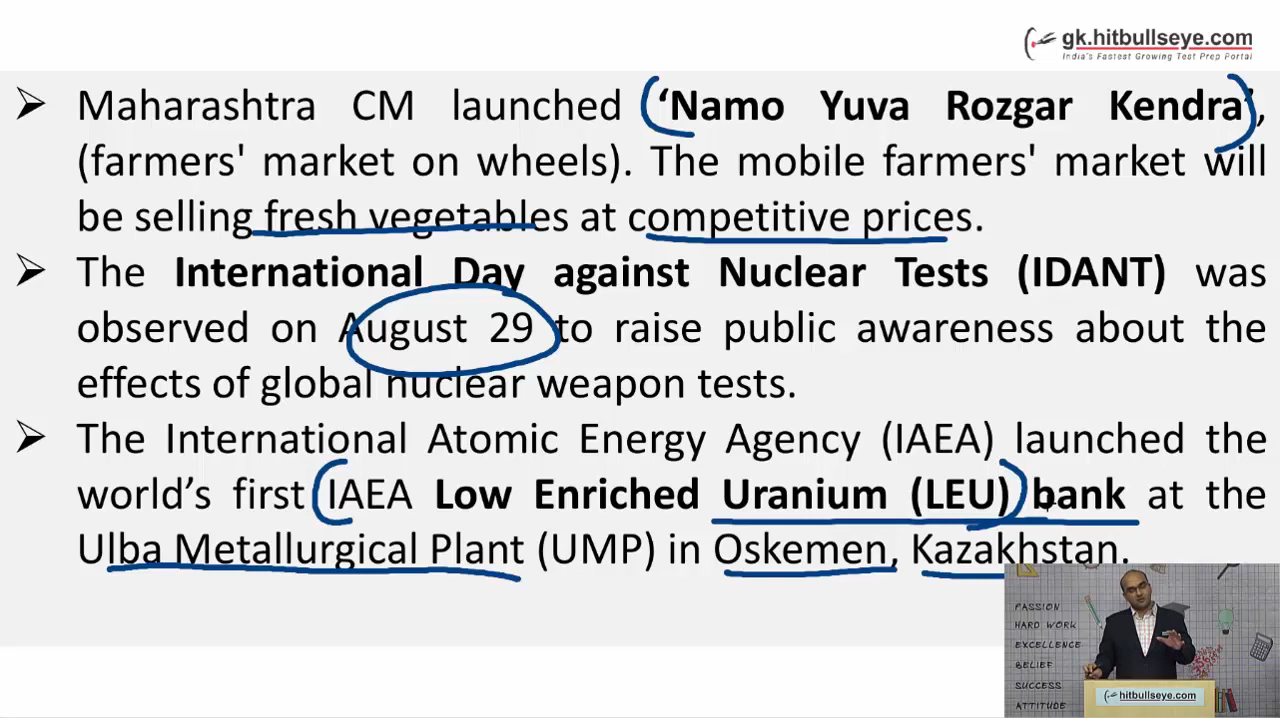 gk.hitbullseye.com
India's Fastest Growing Test Prep Portal
➢ Maharashtra CM launched ‘Namo Yuva Rozgar Kendra’,
(farmers' market on wheels). The mobile farmers' market will
be selling fresh vegetables at competitive prices.
➢ The International Day against Nuclear Tests (IDANT) was
observed on August 29 to raise public awareness about the
effects of global nuclear weapon tests.
➢ The International Atomic Energy Agency (IAEA) launched the
world’s first IAEA Low Enriched Uranium (LEU) bank at the
Ulba Metallurgical Plant (UMP) in Oskemen, Kazakhstan.
PASSION
HARD WORK
EXCELLENCE
BELIEF
SUCCESS
ATTITUDE
hitbullseye.com